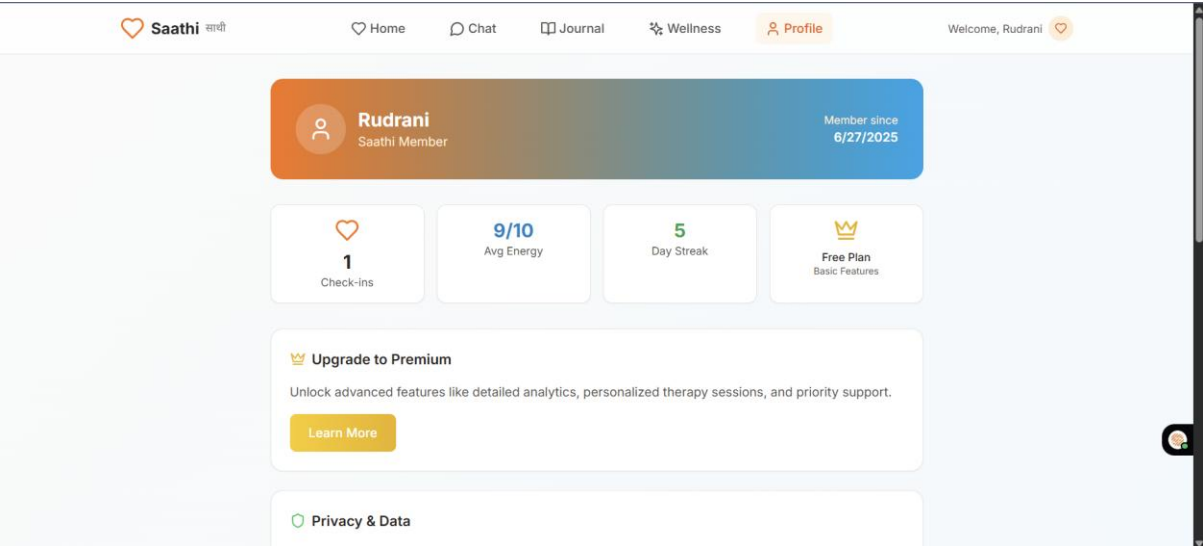 Saathi साथी
Home
Chat
Journal
Wellness
Profile
Welcome, Rudrani
Rudrani
Saathi Member
Member since
6/27/2025
1
Check-ins
9/10
Avg Energy
5
Day Streak
Free Plan
Basic Features
Upgrade to Premium
Unlock advanced features like detailed analytics, personalized therapy sessions, and priority support.
Learn More
Privacy & Data